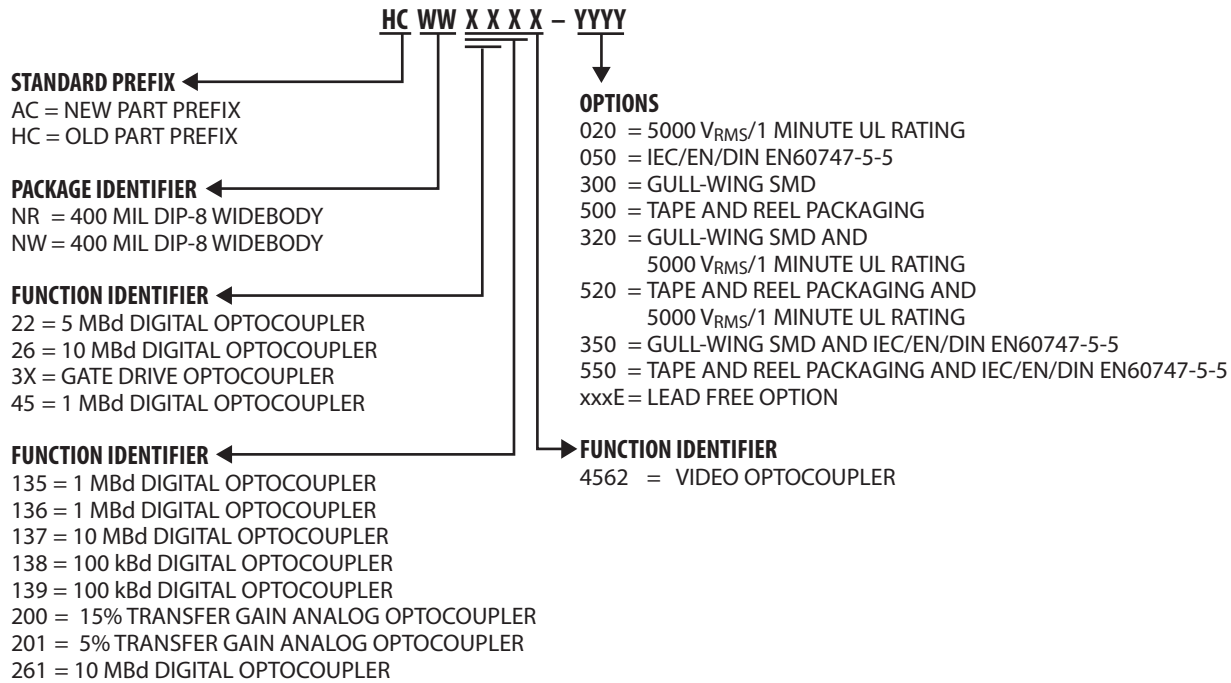 HC WW X X X X – YYYY
STANDARD PREFIX
AC = NEW PART PREFIX
HC = OLD PART PREFIX
PACKAGE IDENTIFIER
NR = 400 MIL DIP-8 WIDEBODY
NW = 400 MIL DIP-8 WIDEBODY
FUNCTION IDENTIFIER
22 = 5 MBd DIGITAL OPTOCOUPLER
26 = 10 MBd DIGITAL OPTOCOUPLER
3X = GATE DRIVE OPTOCOUPLER
45 = 1 MBd DIGITAL OPTOCOUPLER
FUNCTION IDENTIFIER
135 = 1 MBd DIGITAL OPTOCOUPLER
136 = 1 MBd DIGITAL OPTOCOUPLER
137 = 10 MBd DIGITAL OPTOCOUPLER
138 = 100 kBd DIGITAL OPTOCOUPLER
139 = 100 kBd DIGITAL OPTOCOUPLER
200 = 15% TRANSFER GAIN ANALOG OPTOCOUPLER
201 = 5% TRANSFER GAIN ANALOG OPTOCOUPLER
261 = 10 MBd DIGITAL OPTOCOUPLER
OPTIONS
020 = 5000 VRMS/1 MINUTE UL RATING
050 = IEC/EN/DIN EN60747-5-5
300 = GULL-WING SMD
500 = TAPE AND REEL PACKAGING
320 = GULL-WING SMD AND
5000 VRMS/1 MINUTE UL RATING
520 = TAPE AND REEL PACKAGING AND
5000 VRMS/1 MINUTE UL RATING
350 = GULL-WING SMD AND IEC/EN/DIN EN60747-5-5
550 = TAPE AND REEL PACKAGING AND IEC/EN/DIN EN60747-5-5
xxxE = LEAD FREE OPTION
FUNCTION IDENTIFIER
4562 = VIDEO OPTOCOUPLER